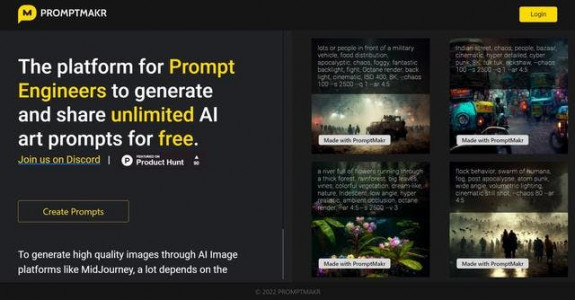 PROMPTMAKR
Login
The platform for Prompt
Engineers to generate
and share unlimited AI
art prompts for free.
Join us on Discord |
FEATURED ON
Product Hunt
Create Prompts
To generate high quality images through AI Image
platforms like MidJourney, a lot depends on the
lots or people in front of a military
vehicle, food distribution,
apocalyptic, chaos, foggy, fantastic
backlight, fight, Octane render, back
light, cinematic, ISO 400, 8K, --chaos
100 --s 2500 --q 1 --ar 4:5
Made with PromptMakr
Indian street, chaos, people, bazaar,
cinematic, hyper detailed, cyber
punk, 8K, tuk tuk, rickshaw, --chaos
100 --s 2500 --q 1 --ar 4:5
Made with PromptMakr
a river full of flowers running through
a thick forest, rainforest, big leaves,
vines, colorful vegetation, dream-like,
nature, Iridescent, low angle, hyper
realistic, ambient occlusion, octane
render, --ar 4:5 --s 2500 --v 3
Made with PromptMakr
flock behavior, swarm of humans,
fog, post apocalypse, atom punk,
wide angle, volumetric lighting,
cinematic still shot, --chaos 80 --ar
4:5
Made with PromptMakr
© 2022 PROMPTMAKR